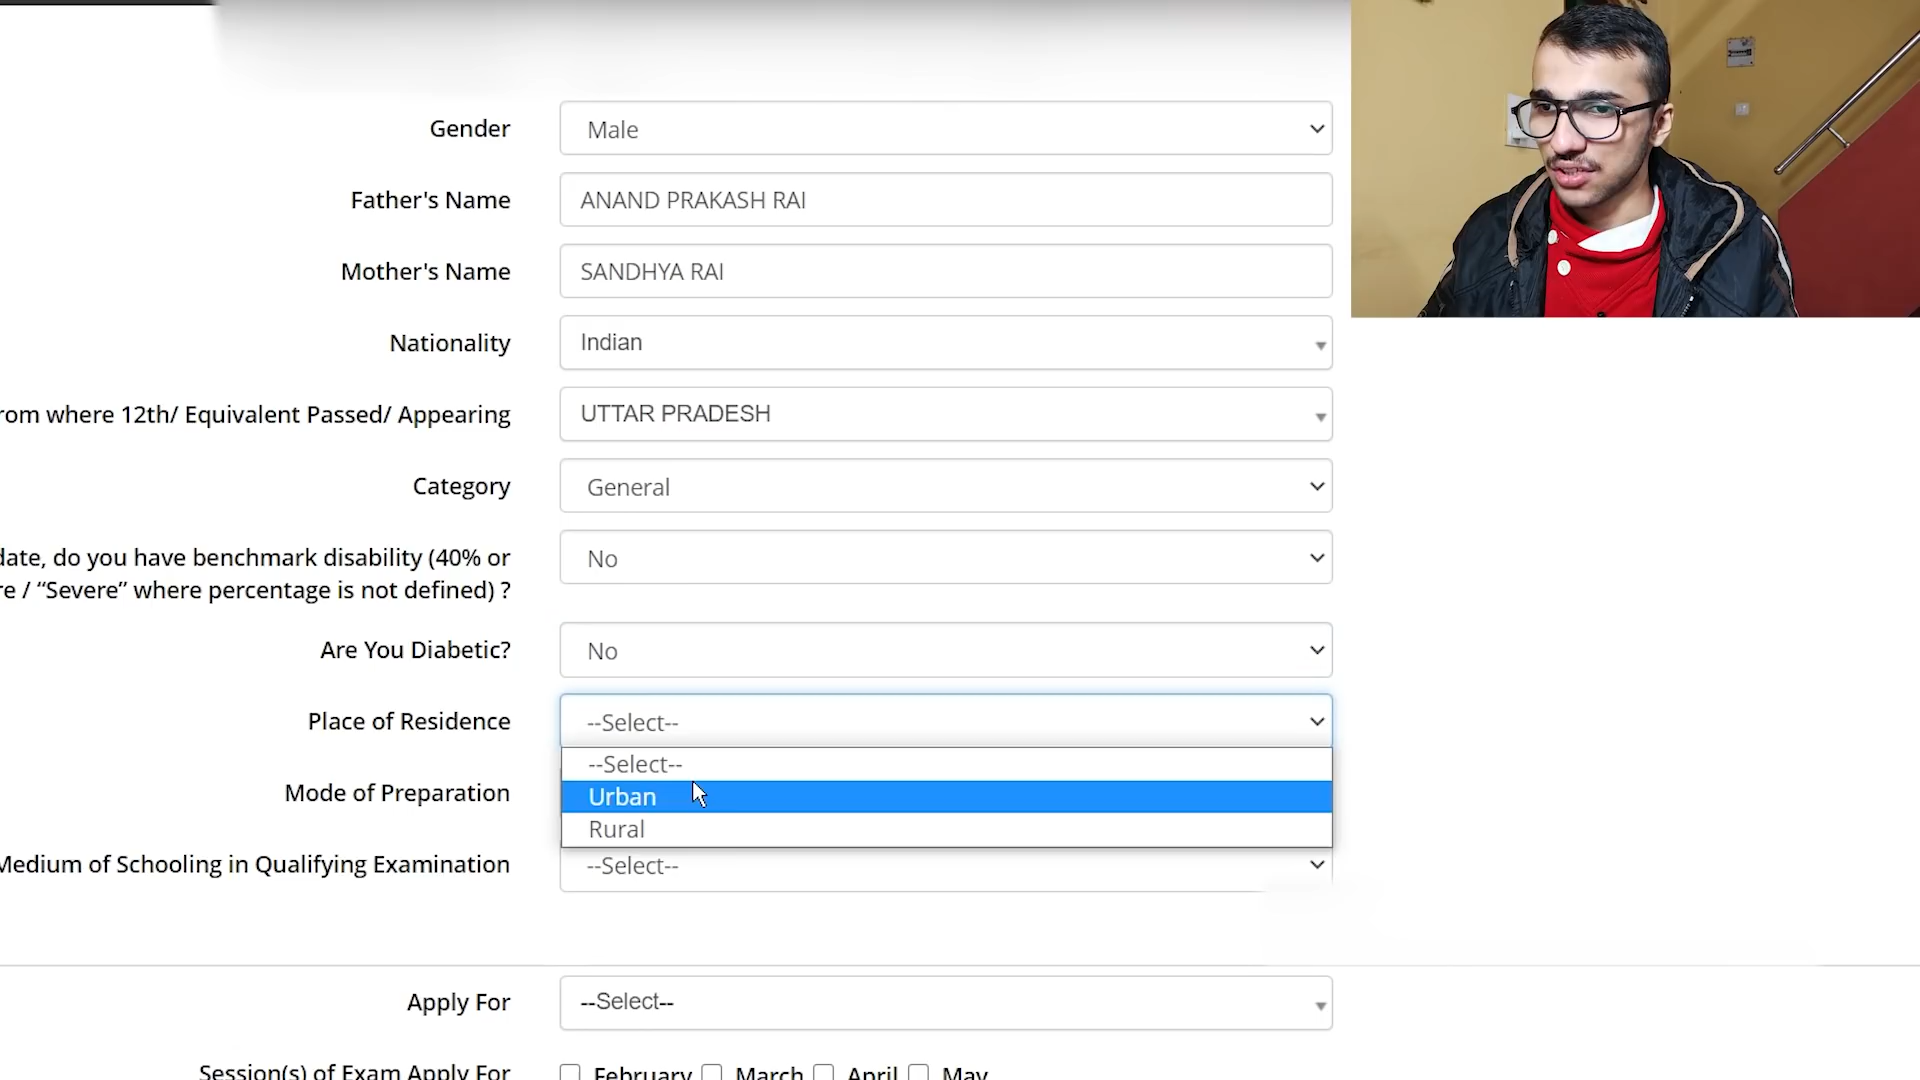 Gender Male
Father's Name ANAND PRAKASH RAI
Mother's Name SANDHYA RAI
Nationality Indian
rom where 12th/ Equivalent Passed/ Appearing UTTAR PRADESH
Category General
date, do you have benchmark disability (40% or No
re / “Severe” where percentage is not defined) ?
Are You Diabetic? No
Place of Residence --Select--
--Select--
Mode of Preparation Urban
Rural
Medium of Schooling in Qualifying Examination --Select--
Apply For --Select--
Session(s) of Exam Apply For February March April May